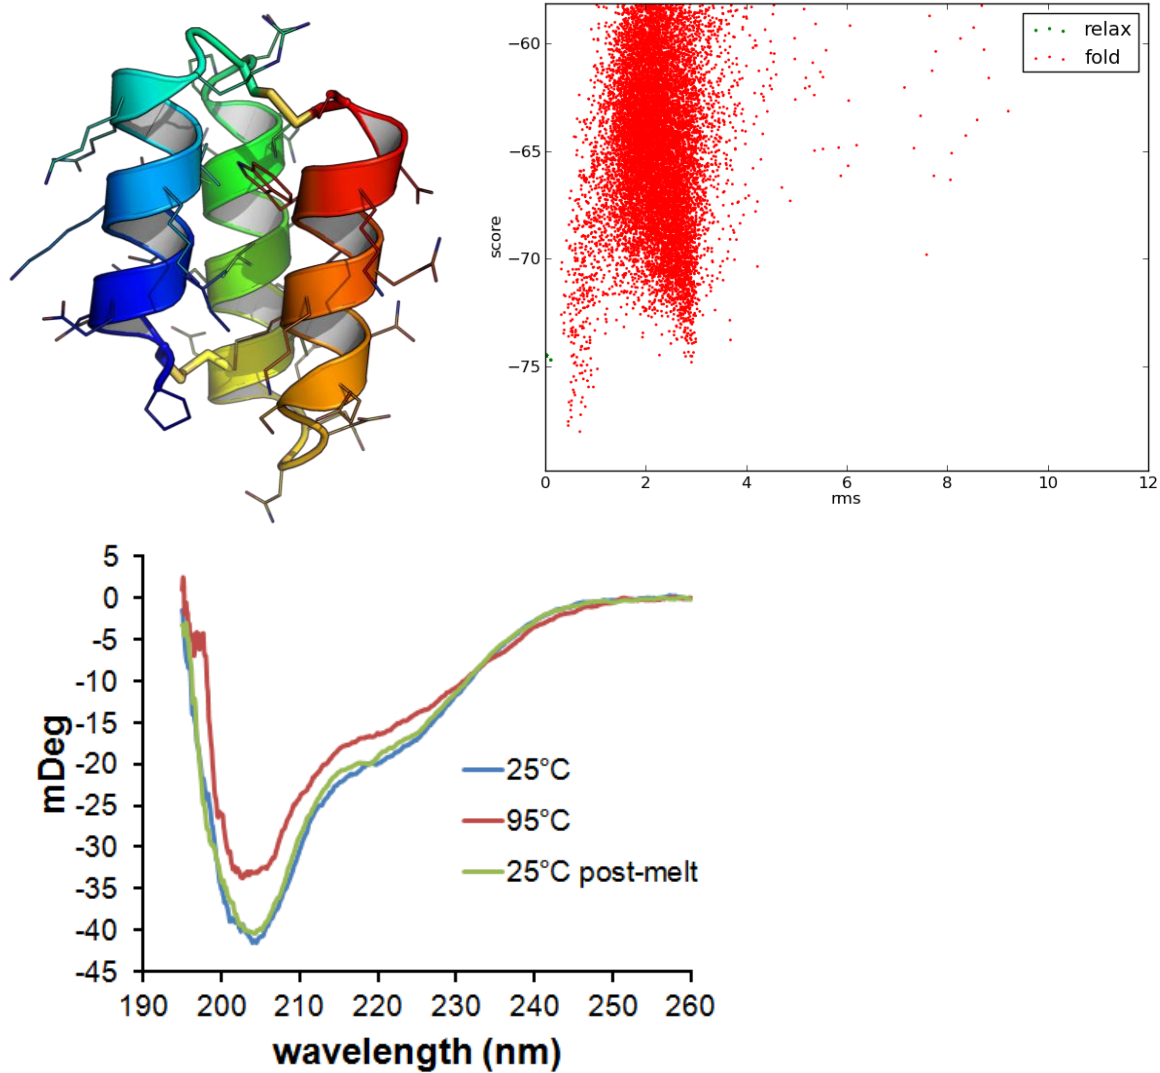 −60
−65
−70
−75
score
0 2 4 6 8 10 12
rms
relax
fold
5
0
-5
-10
-15
-20
-25
-30
-35
-40
-45
mDeg
190 200 210 220 230 240 250 260
wavelength (nm)
25°C
95°C
25°C post-melt